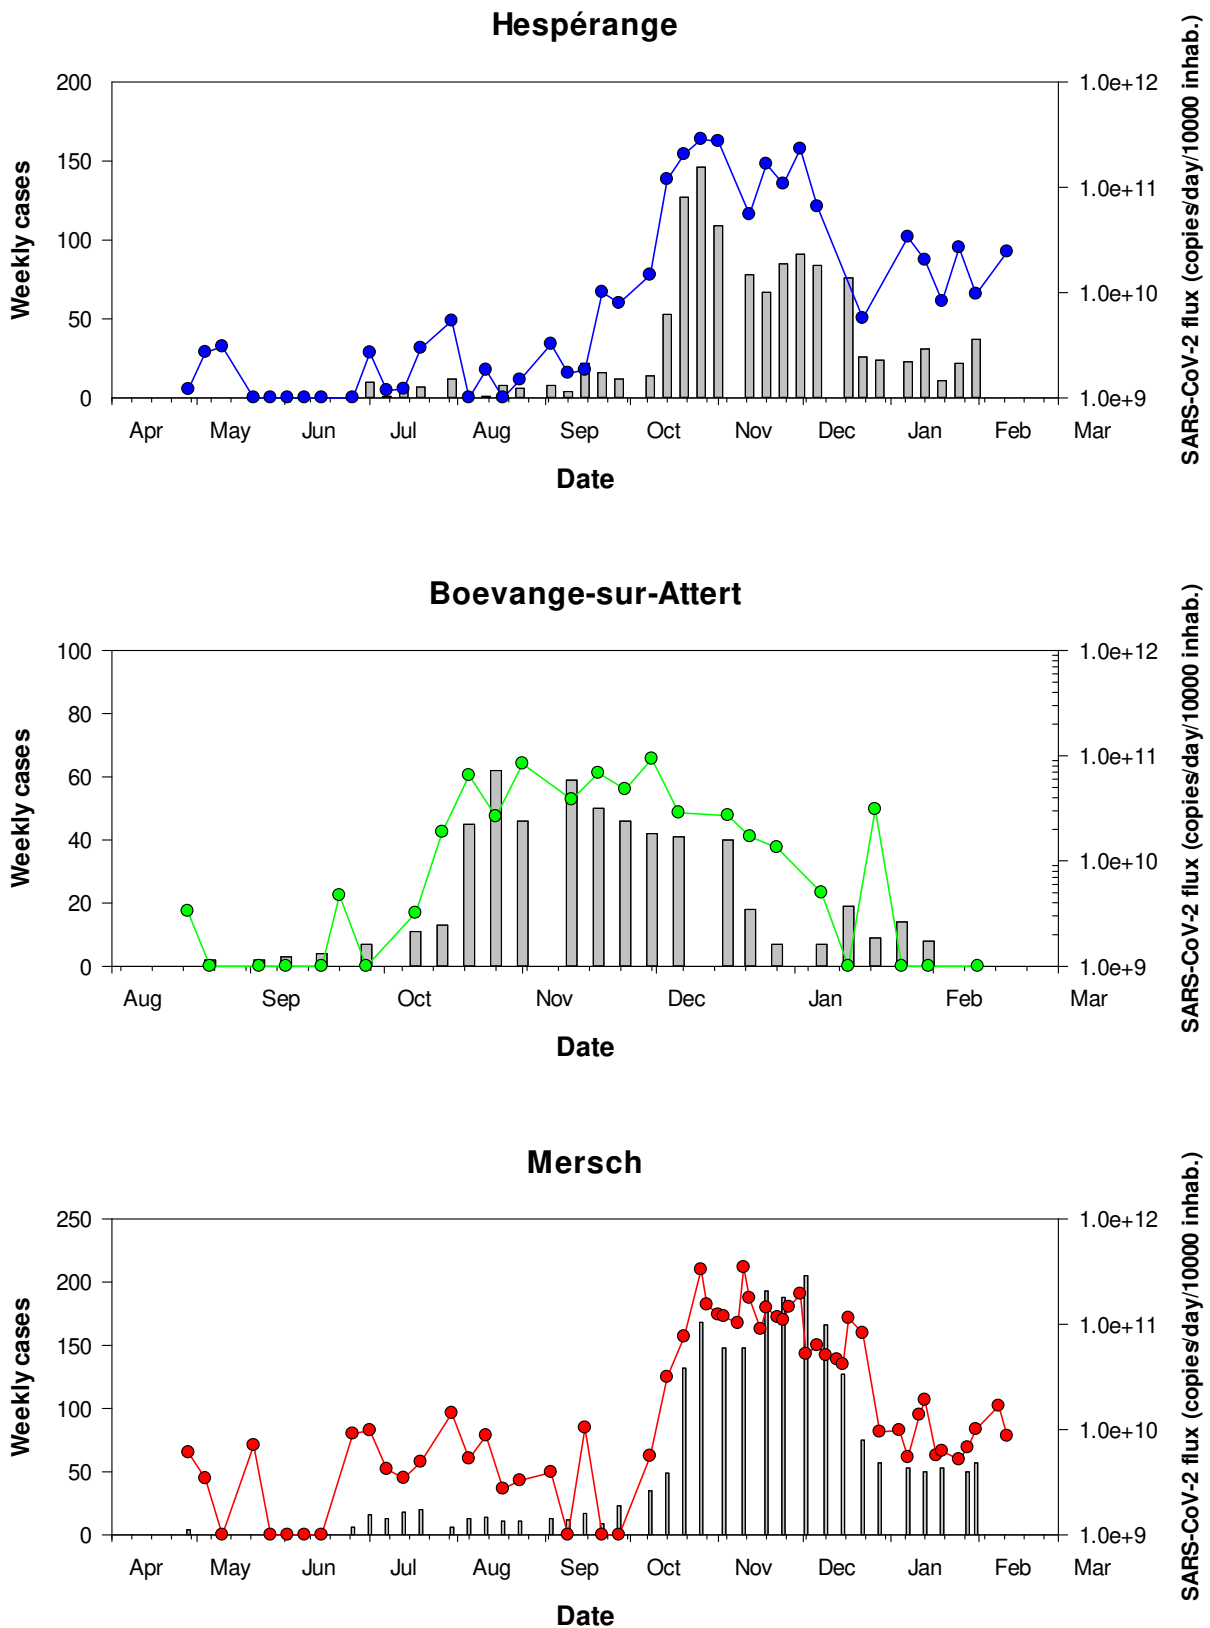 Hespérange
200
150
100
50
0
Weekly cases
1.0e+12
1.0e+11
1.0e+10
1.0e+9
SARS-CoV-2 flux (copies/day/10000 inhab.)
Apr May Jun Jul Aug Sep Oct Nov Dec Jan Feb Mar
Date
Boevange-sur-Attert
100
80
60
40
20
0
Weekly cases
1.0e+12
1.0e+11
1.0e+10
1.0e+9
SARS-CoV-2 flux (copies/day/10000 inhab.)
Aug Sep Oct Nov Dec Jan Feb Mar
Date
Mersch
250
200
150
100
50
0
Weekly cases
1.0e+12
1.0e+11
1.0e+10
1.0e+9
SARS-CoV-2 flux (copies/day/10000 inhab.)
Apr May Jun Jul Aug Sep Oct Nov Dec Jan Feb Mar
Date